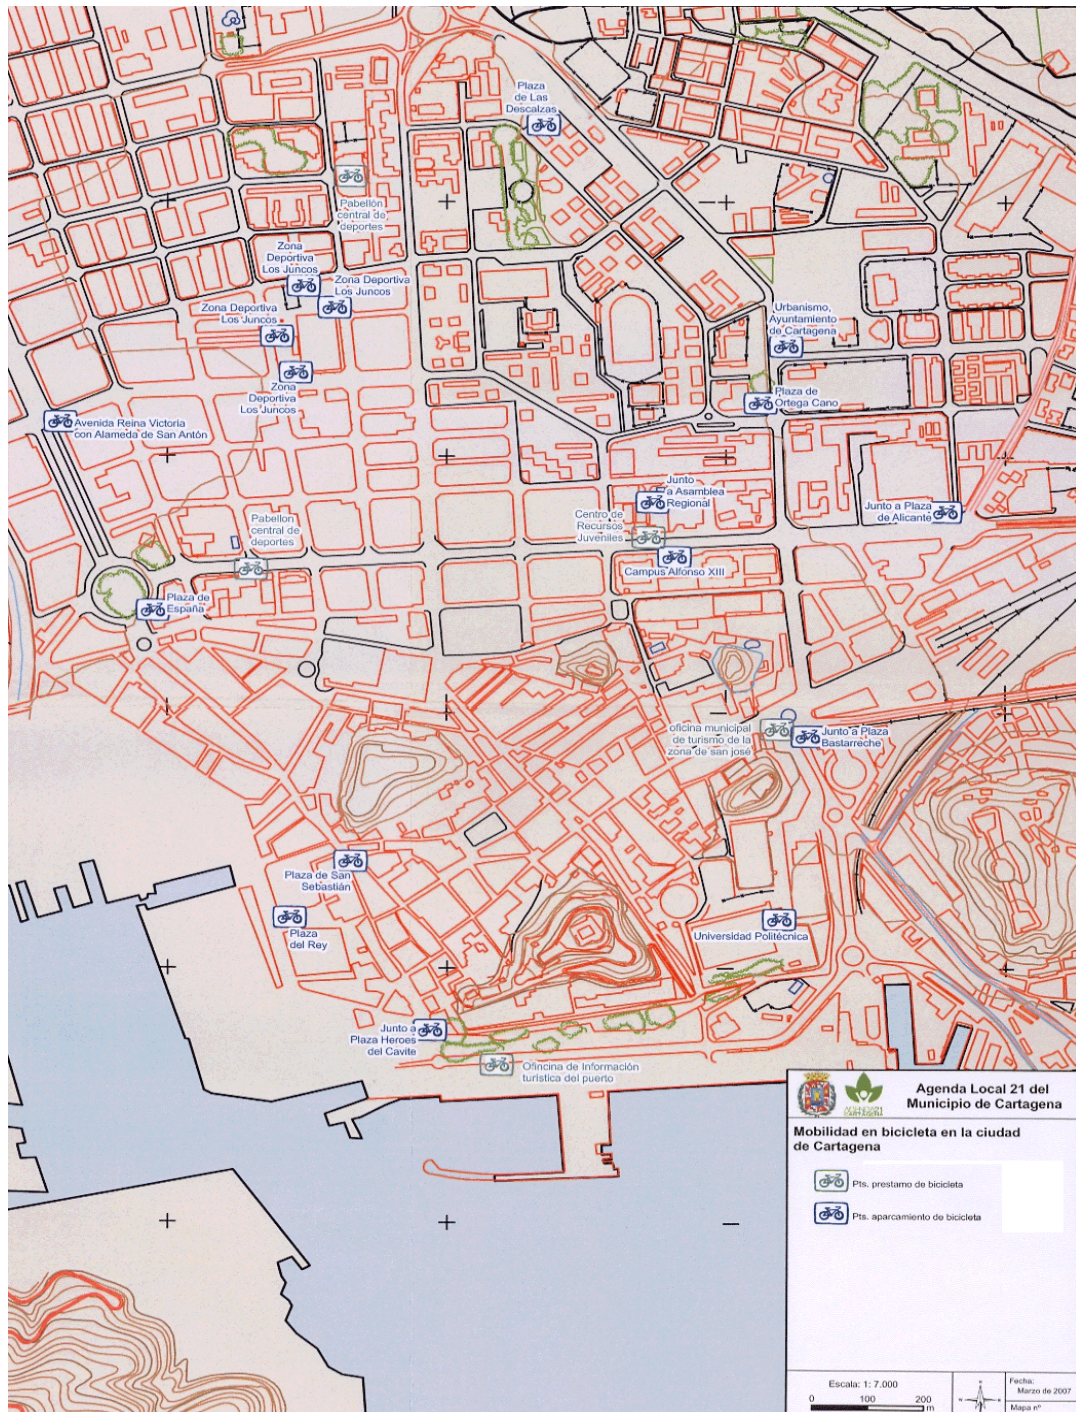 Plaza
de Las
Descalzas
Pabellón
central de
deportes
Zona
Deportiva
Los Juncos
Zona Deportiva
Los Juncos
Zona Deportiva
Los Juncos
Zona
Deportiva
Los Juncos
Urbanismo,
Ayuntamiento
de Cartagena
Plaza de
Ortega Cano
Avenida Reina Victoria
con Alameda de San Antón
Junto
a Asamblea
Regional
Junto a Plaza
de Alicante
Centro de
Recursos
Juveniles
Campus Alfonso XIII
Pabellon
central de
deportes
Plaza de
España
oficina municipal
de turismo de la
zona de san josé
Junto a Plaza
Bastarreche
Plaza de San
Sebastián
Plaza
del Rey
Universidad Politécnica
Junto a
Plaza Heroes
del Cavite
Ofincina de Información
turistica del puerto
Agenda Local 21 del
Municipio de Cartagena
Mobilidad en bicicleta en la ciudad
de Cartagena
Pts. prestamo de bicicleta
Pts. aparcamiento de bicicleta
Escala: 1: 7.000
0 100 200
m
Fecha:
Marzo de 2007
Mapa nº